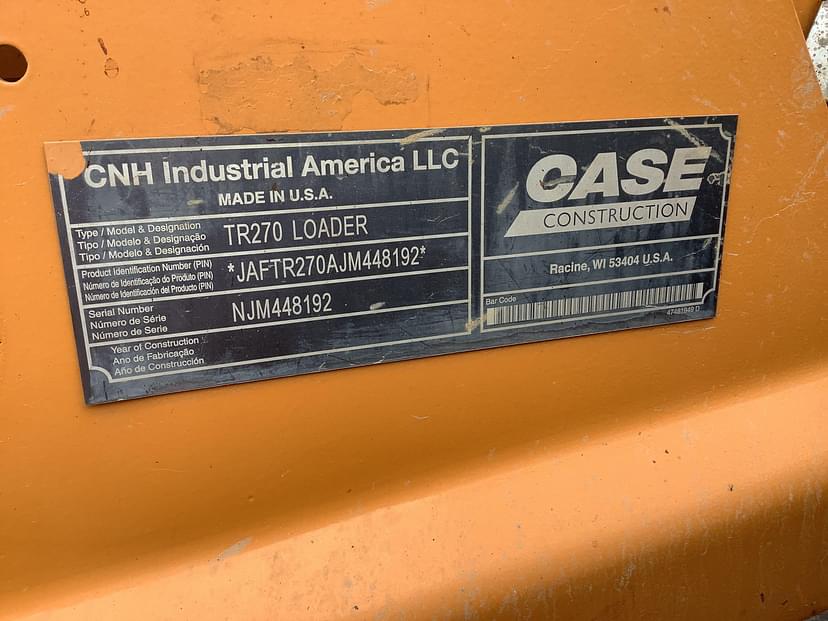 CNH Industrial America LLC
MADE IN U.S.A.
Type / Model & Designation
Tipo / Modelo & Designação
Tipo / Modelo & Designación
TR270 LOADER
Product Identification Number (PIN)
Número de Identificação do Produto (PIN)
Número de Identificación del Producto (PIN)
*JAFTR270AJM448192*
Serial Number
Número de Série
Número de Serie
NJM448192
Year of Construction
Ano de Fabricação
Año de Construcción
CASE
CONSTRUCTION
Racine, WI 53404 U.S.A.
Bar Code
47481949 D